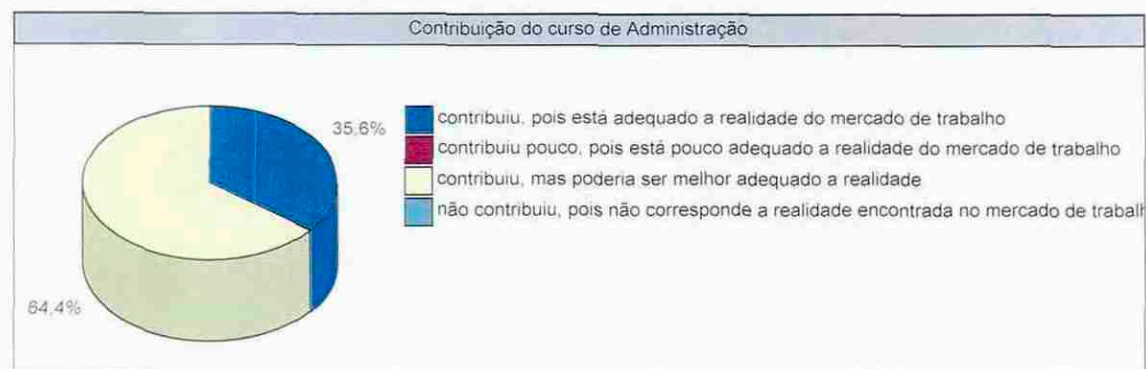 Contribuição do curso de Administração
35,6%
contribuiu, pois está adequado a realidade do mercado de trabalho
contribuiu pouco, pois está pouco adequado a realidade do mercado de trabalho
contribuiu, mas poderia ser melhor adequado a realidade
não contribuiu, pois não corresponde a realidade encontrada no mercado de trabalh
64,4%